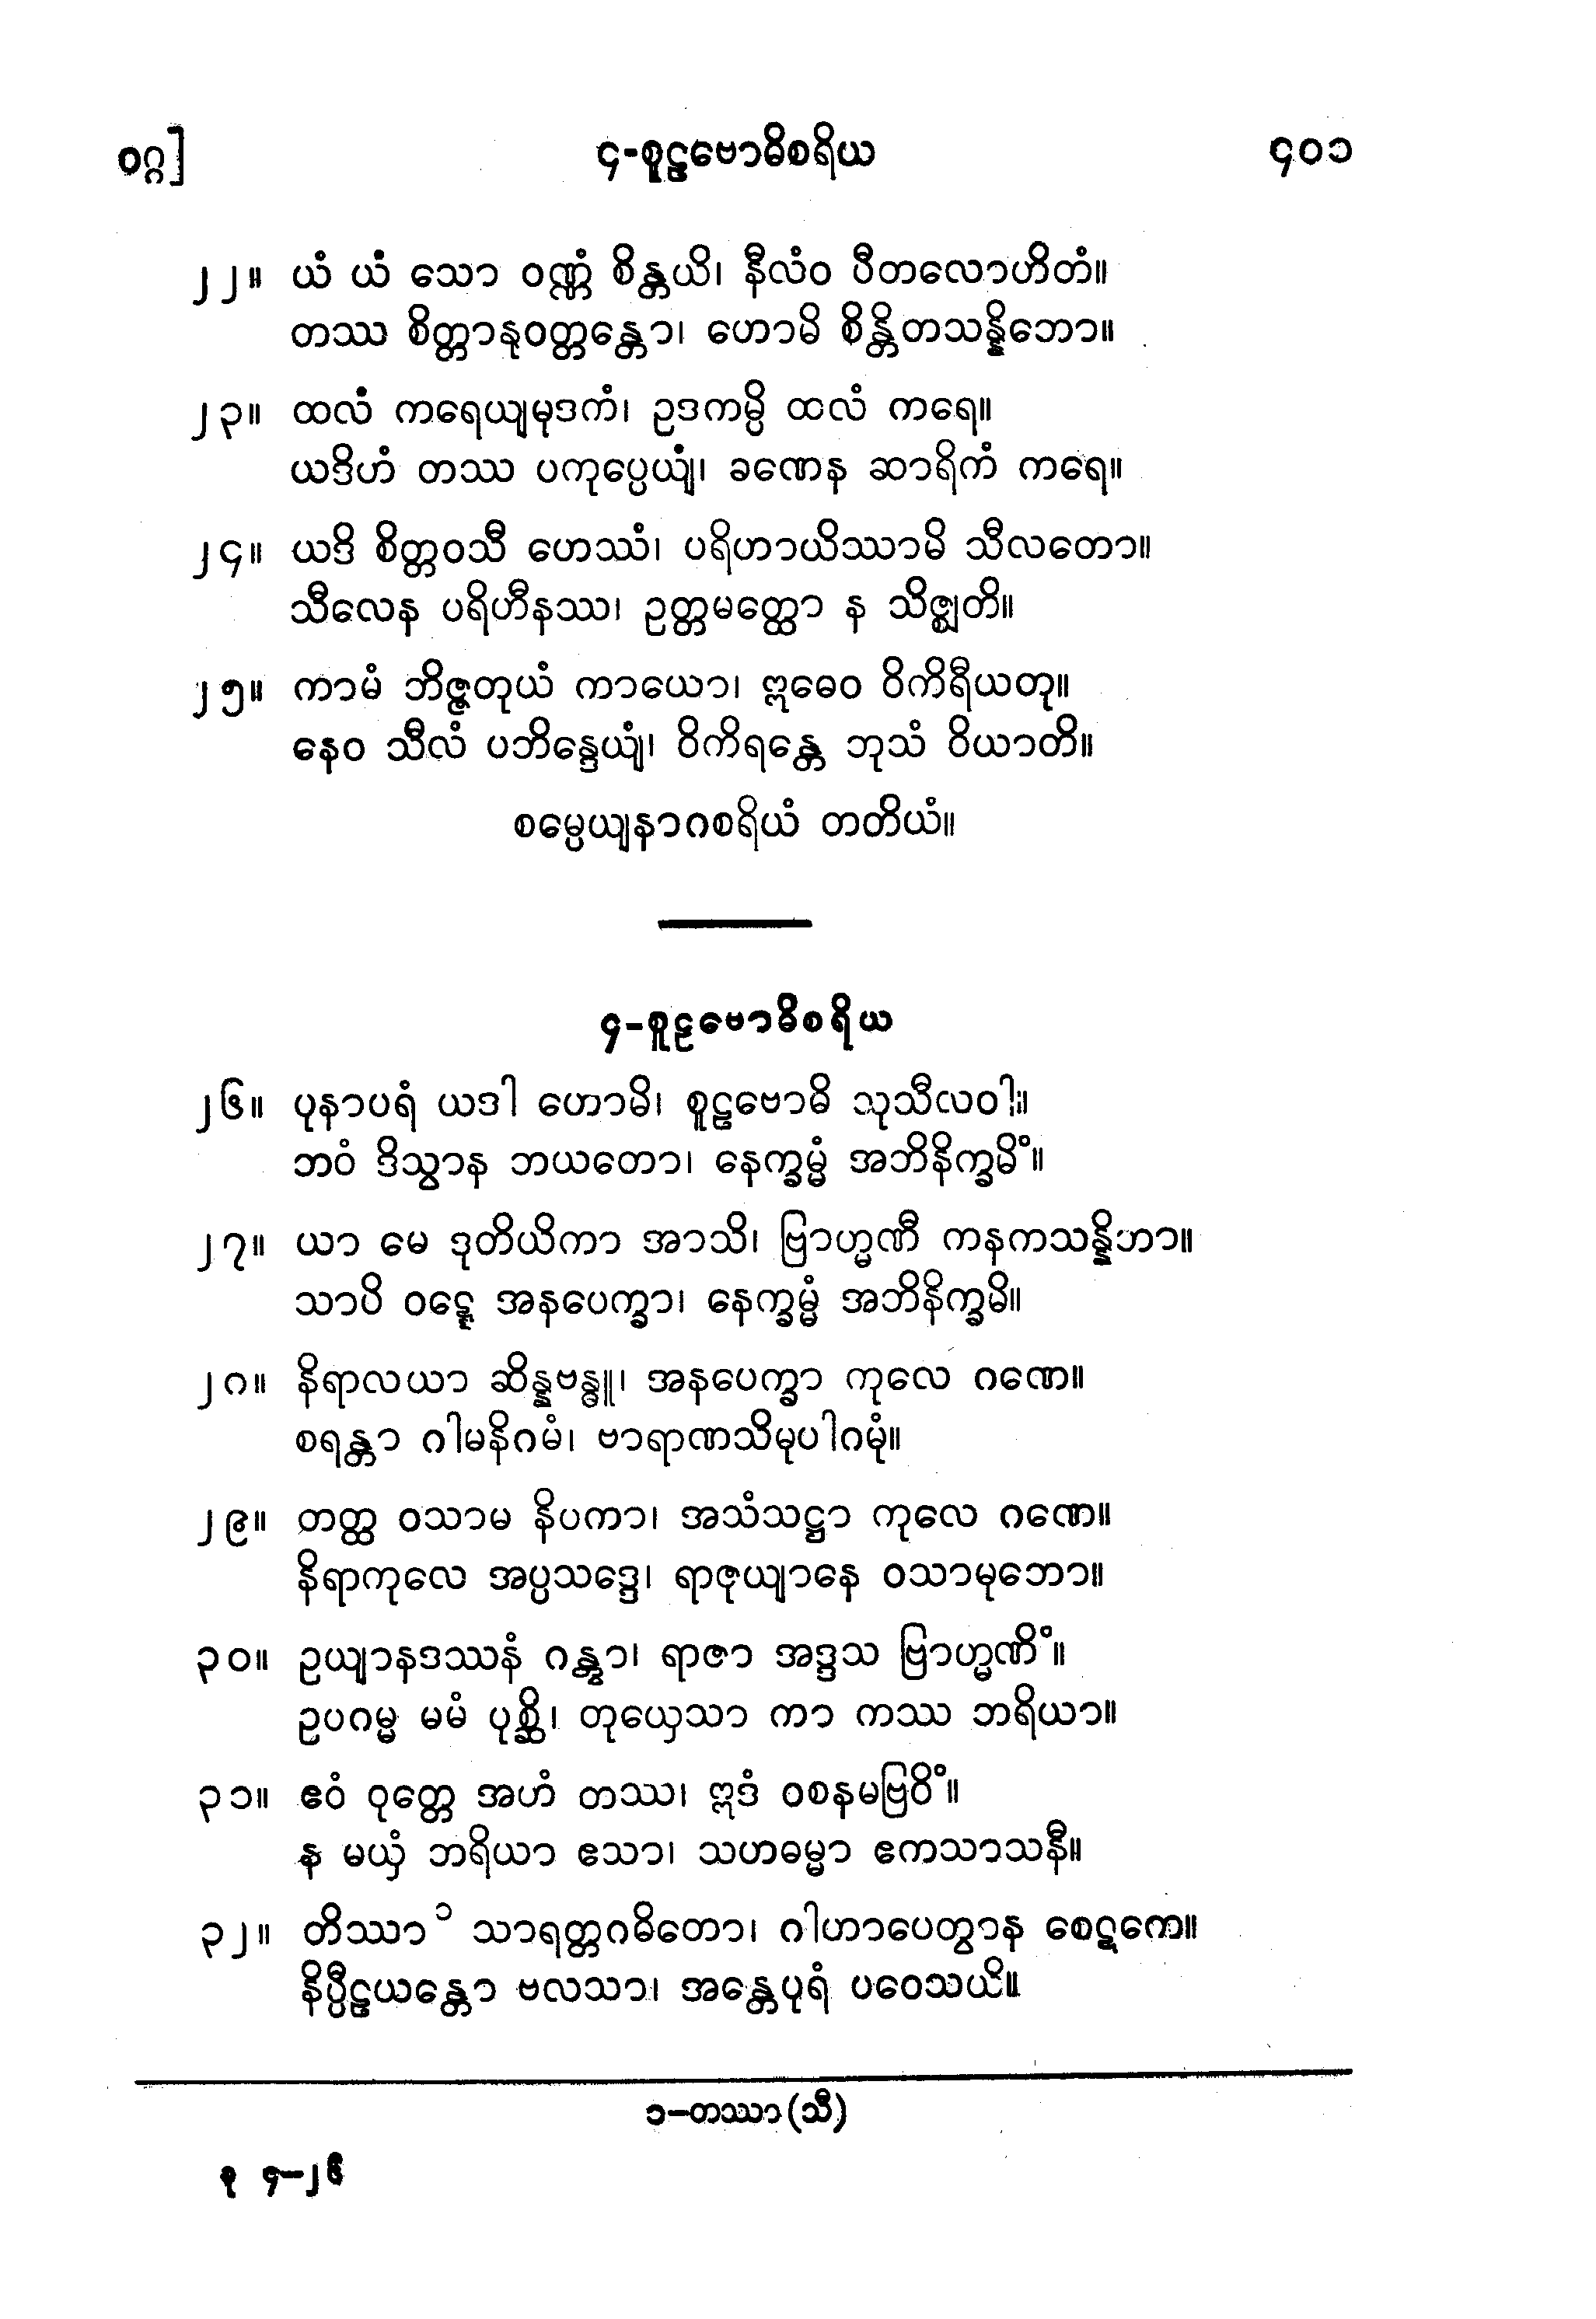 ဝဂ္ဂ] ၄-စူဠဗောဓိစရိယ ၄၀၁
၂၂။ ယံ ယံ သော ဝဏ္ဏံ စိန္တယိ၊ နီလံဝ ပီတလောဟိတံ။
တဿ စိတ္တာနုဝတ္တန္တော၊ ဟောမိ စိန္တိတသန္နိဘော။
၂၃။ ထလံ ကရေယျမုဒကံ၊ ဥဒကမ္ပိ ထလံ ကရေ။
ယဒိဟံ တဿ ပကုပ္ပေယျံ၊ ခဏေန ဆာရိကံ ကရေ။
၂၄။ ယဒိ စိတ္တဝသီ ဟေဿံ၊ ပရိဟာယိဿာမိ သီလတော။
သီလေန ပရိဟီနဿ၊ ဥတ္တမတ္ထော န သိဇ္ဈတိ။
၂၅။ ကာမံ ဘိဇ္ဇတုယံ ကာယော၊ ဣဓေဝ ဝိကိရီယတု။
နေဝ သီလံ ပဘိန္ဒေယျံ၊ ဝိကိရန္တေ ဘုသံ ဝိယာတိ။
စမ္ပေယျနာဂစရိယံ တတိယံ။
၄-စူဠဗောဓိစရိယ
၂၆။ ပုနာပရံ ယဒါ ဟောမိ၊ စူဠဗောဓိ သုသီလဝါ။
ဘဝံ ဒိသွာန ဘယတော၊ နေက္ခမ္မံ အဘိနိက္ခမိံ။
၂၇။ ယာ မေ ဒုတိယိကာ အာသိ၊ ဗြာဟ္မဏီ ကနကသန္နိဘာ။
သာပိ ဝဋ္ဋေ အနပေက္ခာ၊ နေက္ခမ္မံ အဘိနိက္ခမိ။
၂၈။ နိရာလယာ ဆိန္နဗန္ဓူ၊ အနပေက္ခာ ကုလေ ဂဏေ။
စရန္တာ ဂါမနိဂမံ၊ ဗာရာဏသိမုပါဂမုံ။
၂၉။ တတ္ထ ဝသာမ နိပကာ၊ အသံသဋ္ဌာ ကုလေ ဂဏေ။
နိရာကုလေ အပ္ပသဒ္ဒေ၊ ရာဇုယျာနေ ဝသာမုဘော။
၃၀။ ဥယျာနဒဿနံ ဂန္တွာ၊ ရာဇာ အဒ္ဒသ ဗြာဟ္မဏိံ။
ဥပဂမ္မ မမံ ပုစ္ဆိ၊ တုယှေသာ ကာ ကဿ ဘရိယာ။
၃၁။ ဧဝံ ဝုတ္တေ အဟံ တဿ၊ ဣဒံ ဝစနမဗြဝိံ။
န မယှံ ဘရိယာ ဧသာ၊ သဟဓမ္မာ ဧကသာသနီ။
၃၂။ တိဿာ ၁ သာရတ္တဂဓိတော၊ ဂါဟာပေတွာန စေဋကေ။
နိပ္ပီဠယန္တော ဗလသာ၊ အန္တေပုရံ ပဝေသယိ။
၁-တဿာ (သီ)
စု ၄-၂၆